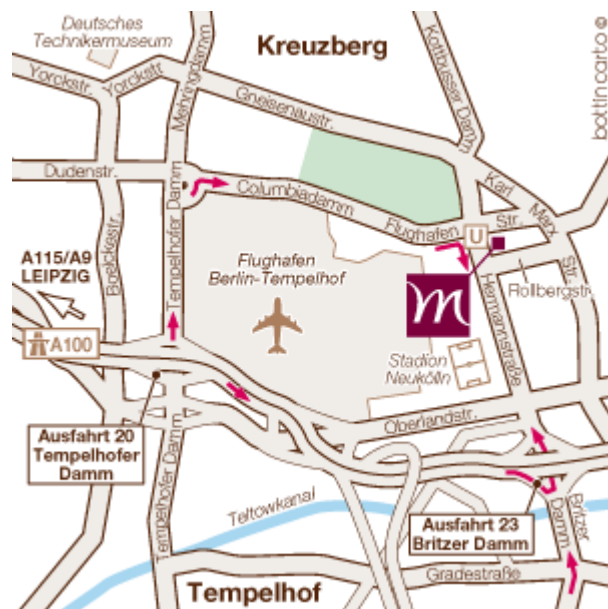 Deutsches
Technikermuseum
Kreuzberg
Kottbusser Damm
bottincarto ©
Yorckstr.
Yorckstr.
Mehringdamm
Gneisenaustr.
Dudenstr.
Columbiadamm
Karl
Marx
Str.
Flughafen
Str.
U
Boelckestr.
Tempelhofer Damm
A115/A9
LEIPZIG
Flughafen
Berlin-Tempelhof
m
Rollbergstr.
Hermannstraße
A100
Stadion
Neukölln
Oberlandstr.
Ausfahrt 20
Tempelhofer
Damm
Tempelhofer Damm
Teltowkanal
Ausfahrt 23
Britzer Damm
Britzer
Damm
Gradestraße
Tempelhof